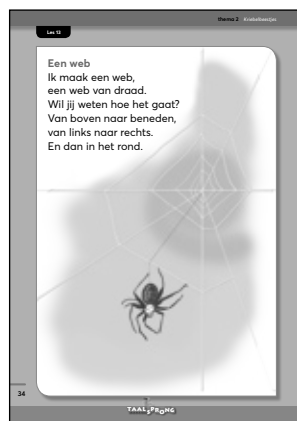 thema 2 Kriebelbeestjes
Les 13
Een web
Ik maak een web,
een web van draad.
Wil jij weten hoe het gaat?
Van boven naar beneden,
van links naar rechts.
En dan in het rond.
34
TAALSPRONG